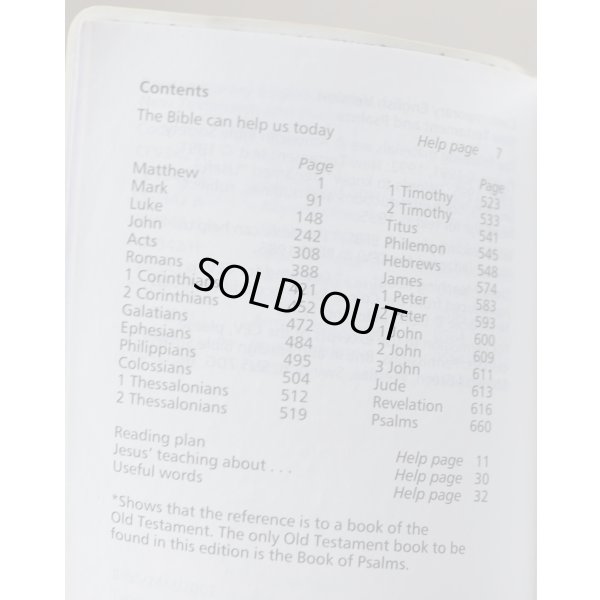 Contents
The Bible can help us today Help page 7
Page
Matthew 1
Mark 91
Luke 148
John 242
Acts 308
Romans 388
1 Corinthians 421
2 Corinthians 452
Galatians 472
Ephesians 484
Philippians 495
Colossians 504
1 Thessalonians 512
2 Thessalonians 519
Page
1 Timothy 523
2 Timothy 533
Titus 541
Philemon 545
Hebrews 548
James 574
1 Peter 583
2 Peter 593
1 John 600
2 John 609
3 John 611
Jude 613
Revelation 616
Psalms 660
SOLD OUT
Reading plan Help page 11
Jesus' teaching about . . . Help page 30
Useful words Help page 32
*Shows that the reference is to a book of the
Old Testament. The only Old Testament book to be
found in this edition is the Book of Psalms.